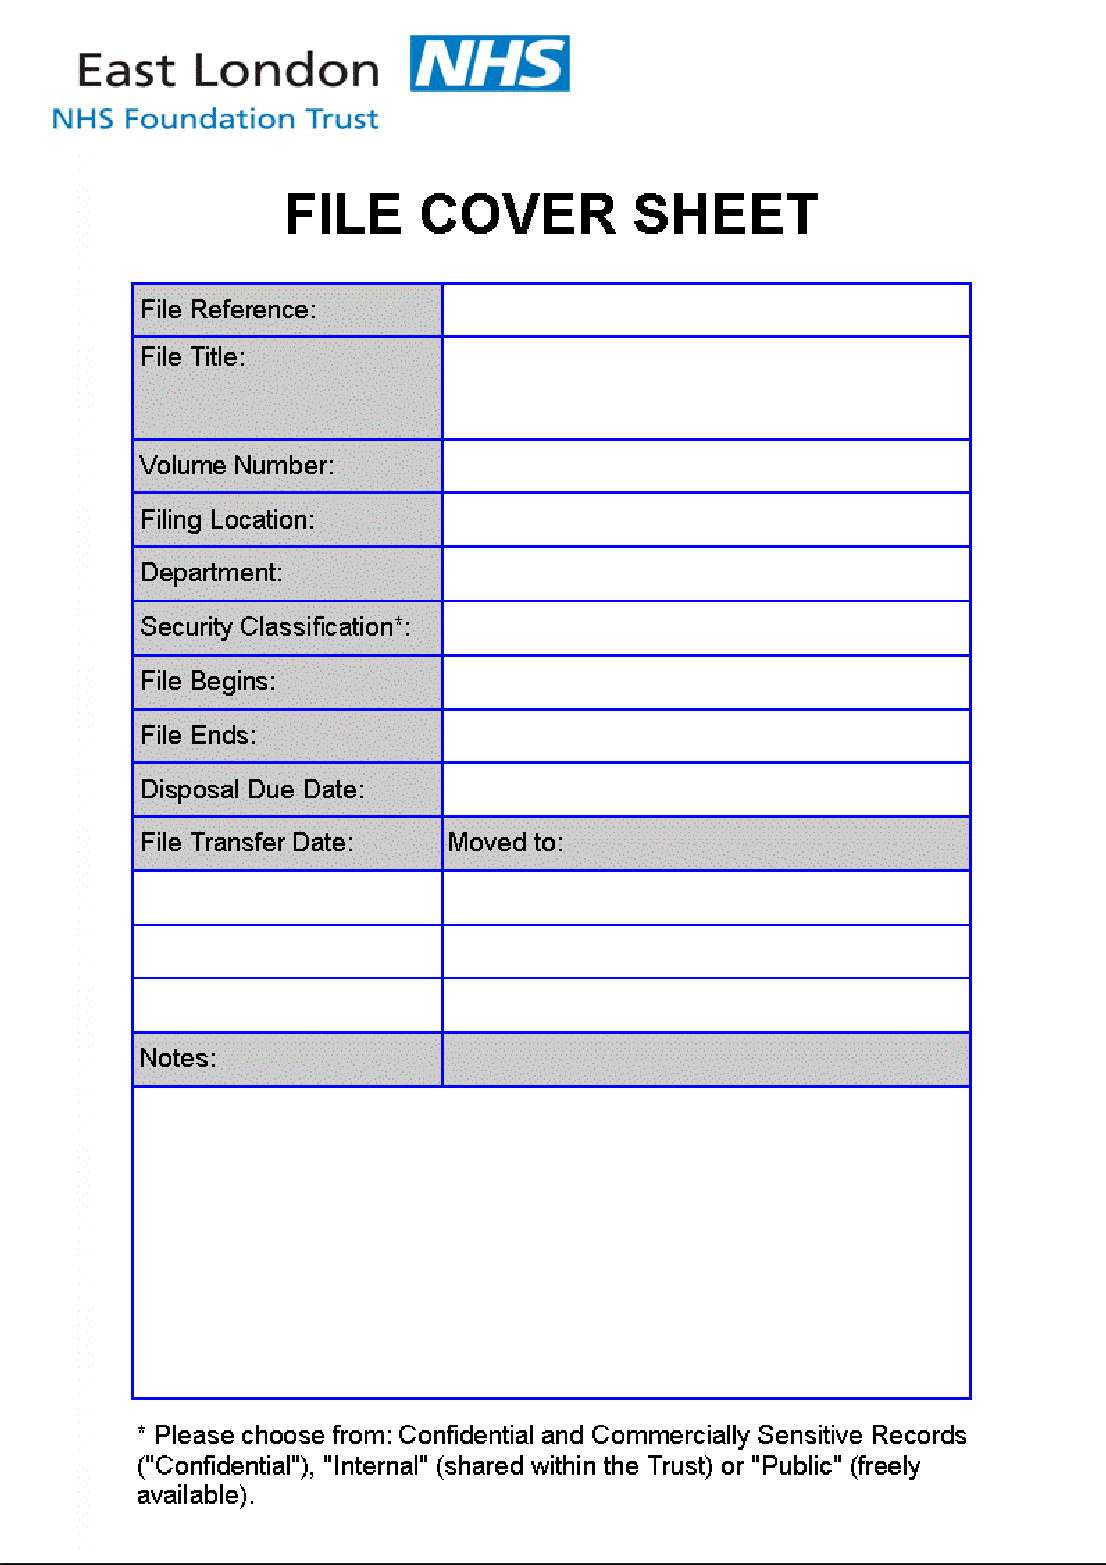 East London NHS
NHS Foundation Trust
FILE COVER SHEET
File Reference:
File Title:
Volume Number:
Filing Location:
Department:
Security Classification*:
File Begins:
File Ends:
Disposal Due Date:
File Transfer Date: Moved to:
Notes:
* Please choose from: Confidential and Commercially Sensitive Records
("Confidential"), "Internal" (shared within the Trust) or "Public" (freely
available).